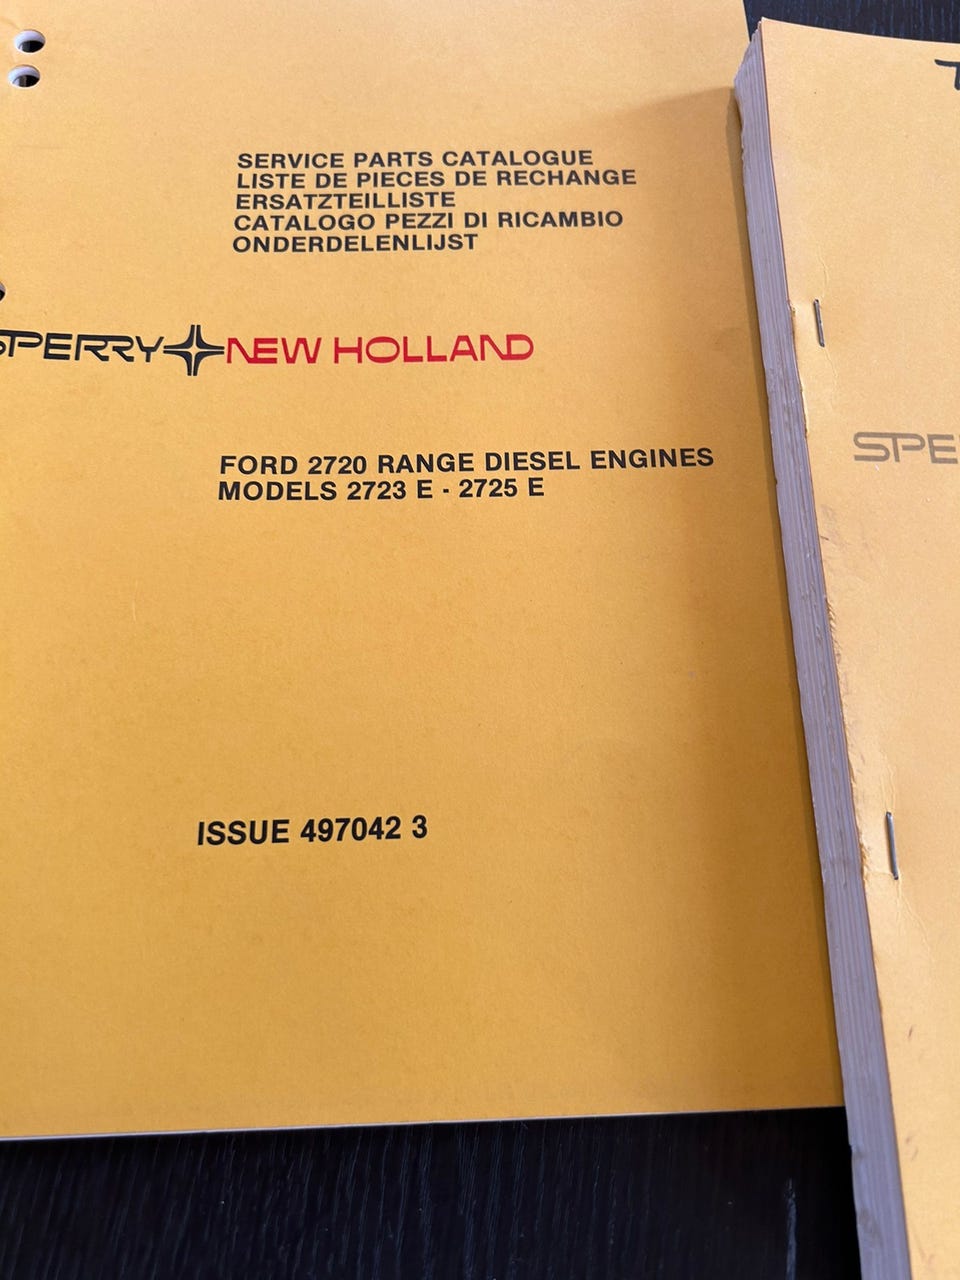 SERVICE PARTS CATALOGUE
LISTE DE PIECES DE RECHANGE
ERSATZTEILLISTE
CATALOGO PEZZI DI RICAMBIO
ONDERDELENLIJST
SPERRY NEW HOLLAND
FORD 2720 RANGE DIESEL ENGINES
MODELS 2723 E - 2725 E
ISSUE 497042 3